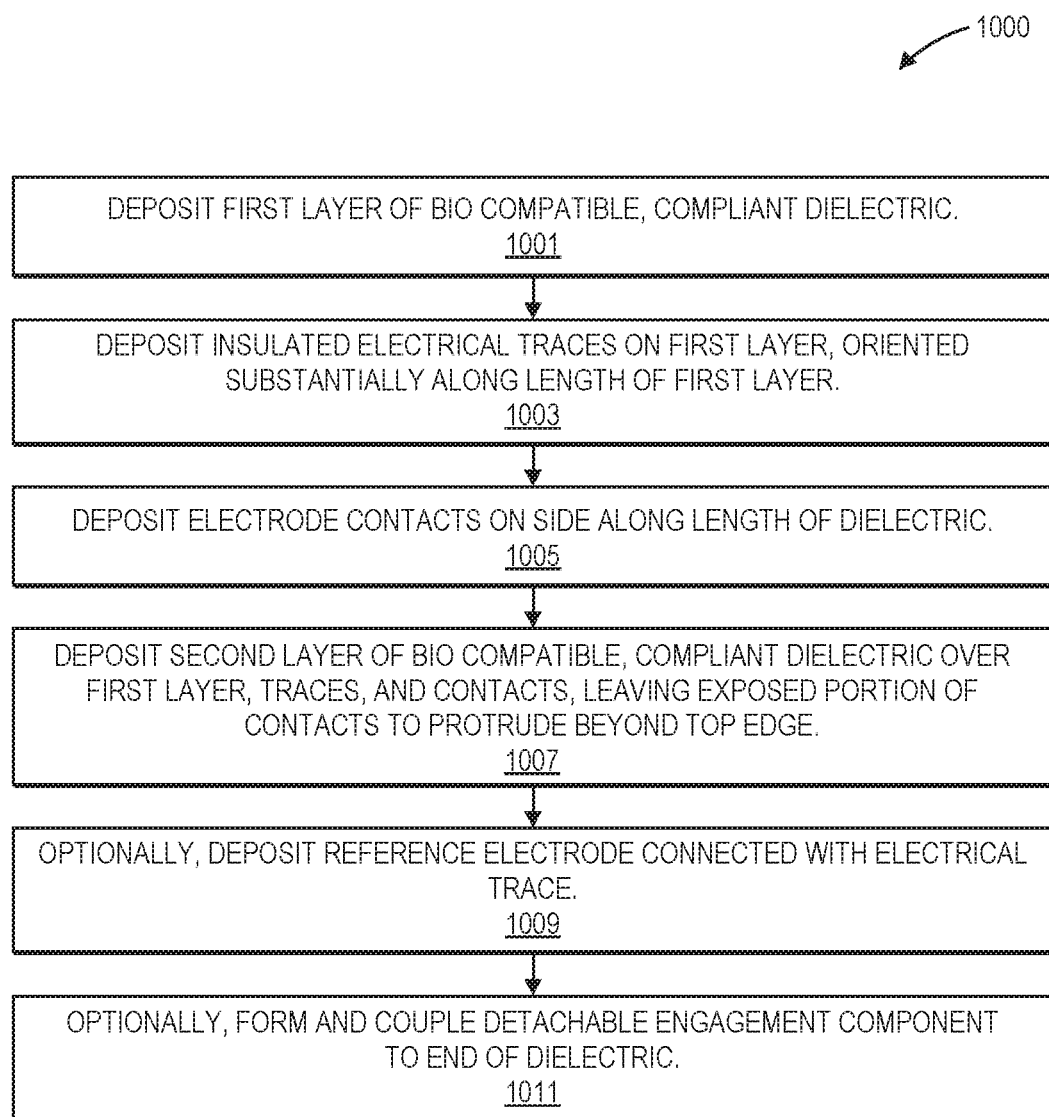 1000
DEPOSIT FIRST LAYER OF BIO COMPATIBLE, COMPLIANT DIELECTRIC.
1001
DEPOSIT INSULATED ELECTRICAL TRACES ON FIRST LAYER, ORIENTED
SUBSTANTIALLY ALONG LENGTH OF FIRST LAYER.
1003
DEPOSIT ELECTRODE CONTACTS ON SIDE ALONG LENGTH OF DIELECTRIC.
1005
DEPOSIT SECOND LAYER OF BIO COMPATIBLE, COMPLIANT DIELECTRIC OVER
FIRST LAYER, TRACES, AND CONTACTS, LEAVING EXPOSED PORTION OF
CONTACTS TO PROTRUDE BEYOND TOP EDGE.
1007
OPTIONALLY, DEPOSIT REFERENCE ELECTRODE CONNECTED WITH ELECTRICAL
TRACE.
1009
OPTIONALLY, FORM AND COUPLE DETACHABLE ENGAGEMENT COMPONENT
TO END OF DIELECTRIC.
1011